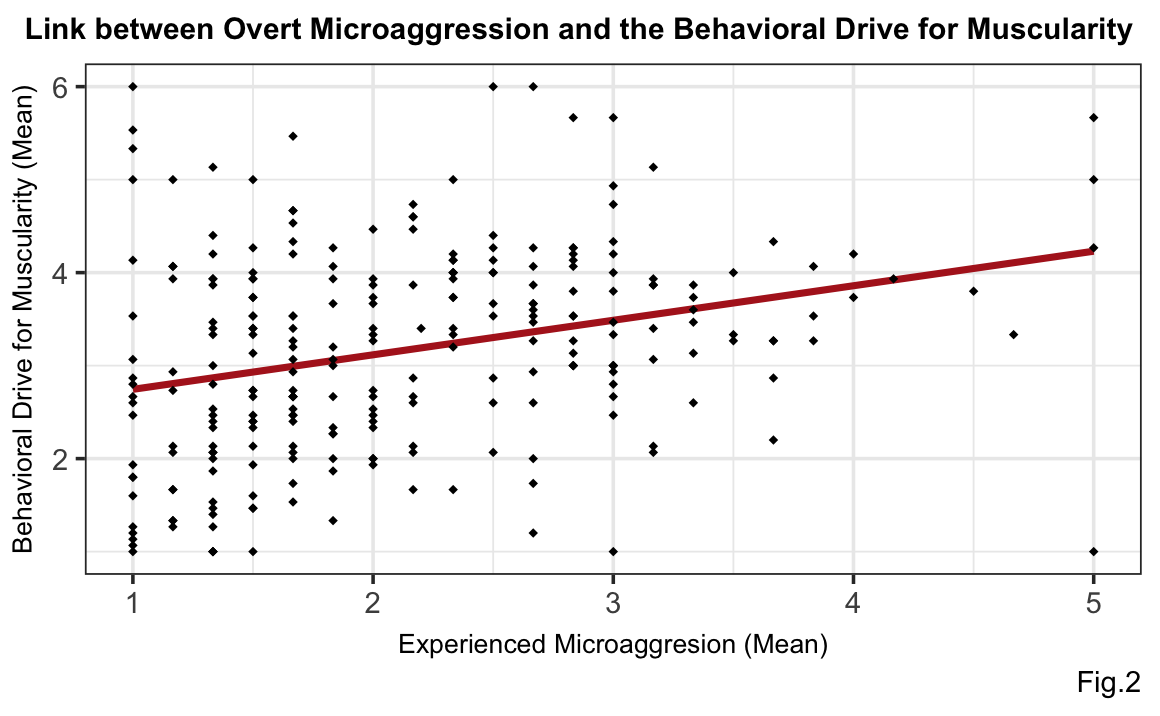 Link between Overt Microaggression and the Behavioral Drive for Muscularity
Behavioral Drive for Muscularity (Mean)
6
4
2
1 2 3 4 5
Experienced Microaggresion (Mean)
Fig.2